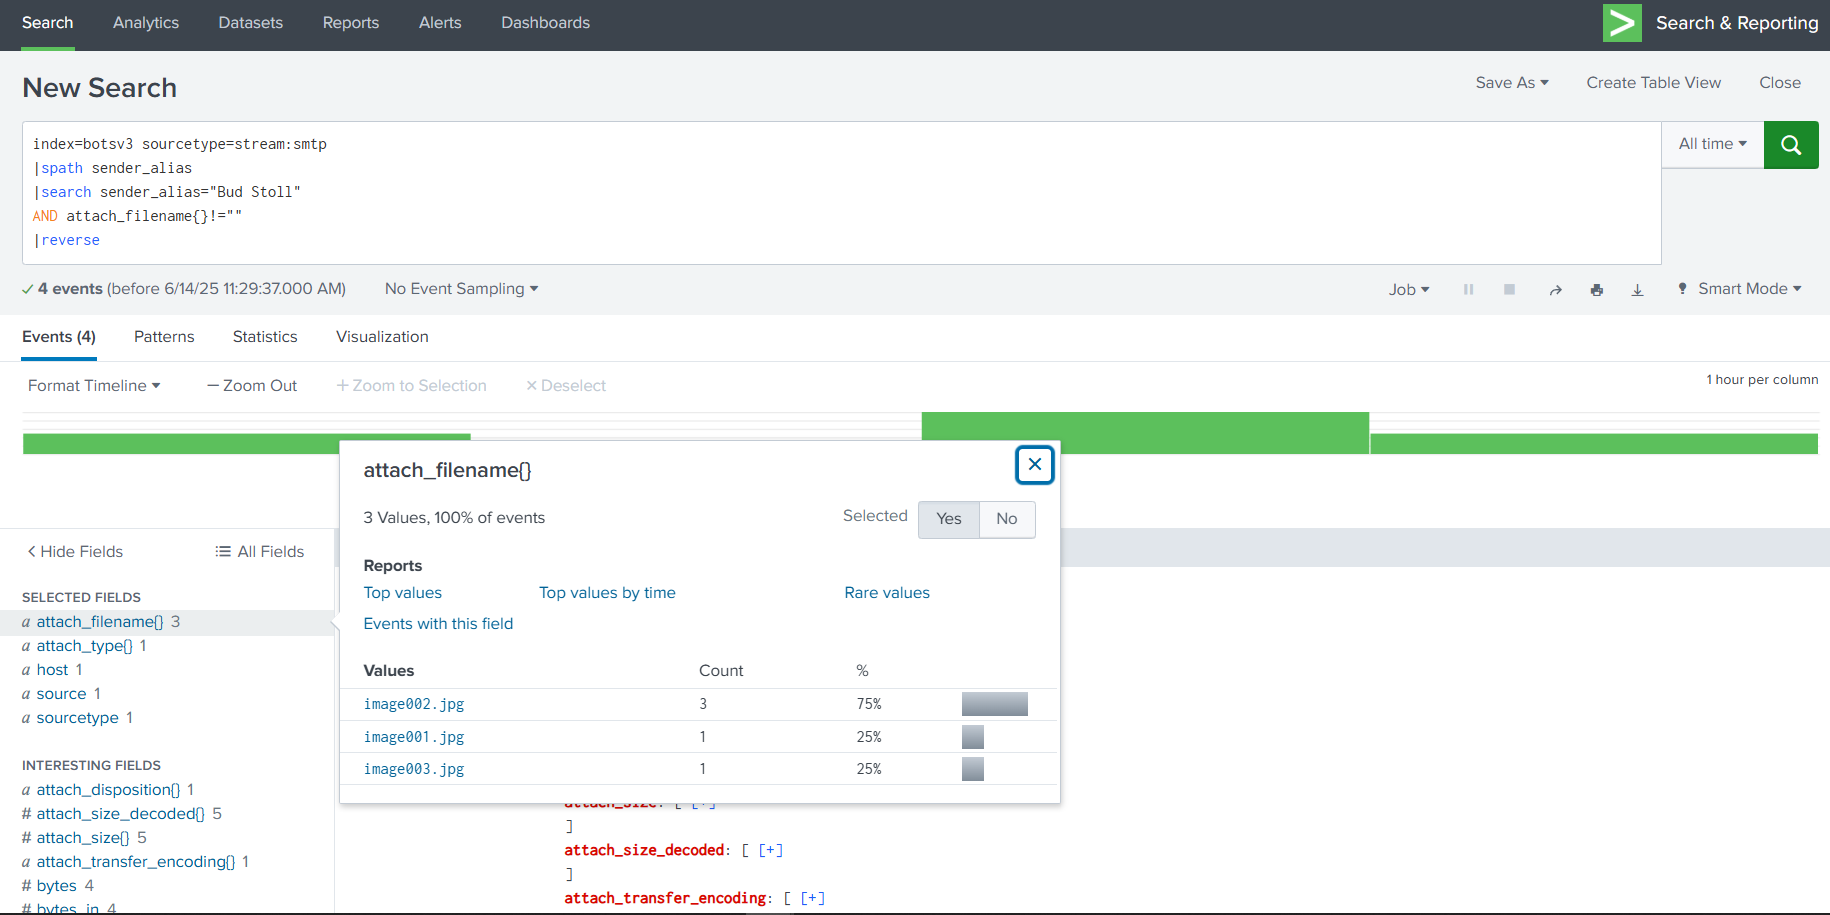 Search Analytics Datasets Reports Alerts Dashboards Search & Reporting
New Search Save As Create Table View Close
index=botsv3 sourcetype=stream:smtp All time
|spath sender_alias
|search sender_alias="Bud Stoll"
AND attach_filename{}!=""
|reverse
4 events (before 6/14/25 11:29:37.000 AM) No Event Sampling Job Smart Mode
Events (4) Patterns Statistics Visualization
Format Timeline — Zoom Out + Zoom to Selection × Deselect 1 hour per column
attach_filename{}
3 Values, 100% of events Selected Yes No
Reports
Top values Top values by time Rare values
Events with this field
Values Count %
image002.jpg 3 75%
image001.jpg 1 25%
image003.jpg 1 25%
< Hide Fields All Fields
SELECTED FIELDS
a attach_filename{} 3
a attach_type{} 1
a host 1
a source 1
a sourcetype 1
INTERESTING FIELDS
a attach_disposition{} 1
# attach_size_decoded{} 5
# attach_size{} 5
a attach_transfer_encoding{} 1
# bytes 4
# bytes_in 4
attach_size: [ [+]
]
attach_size_decoded: [ [+]
]
attach_transfer_encoding: [ [+]